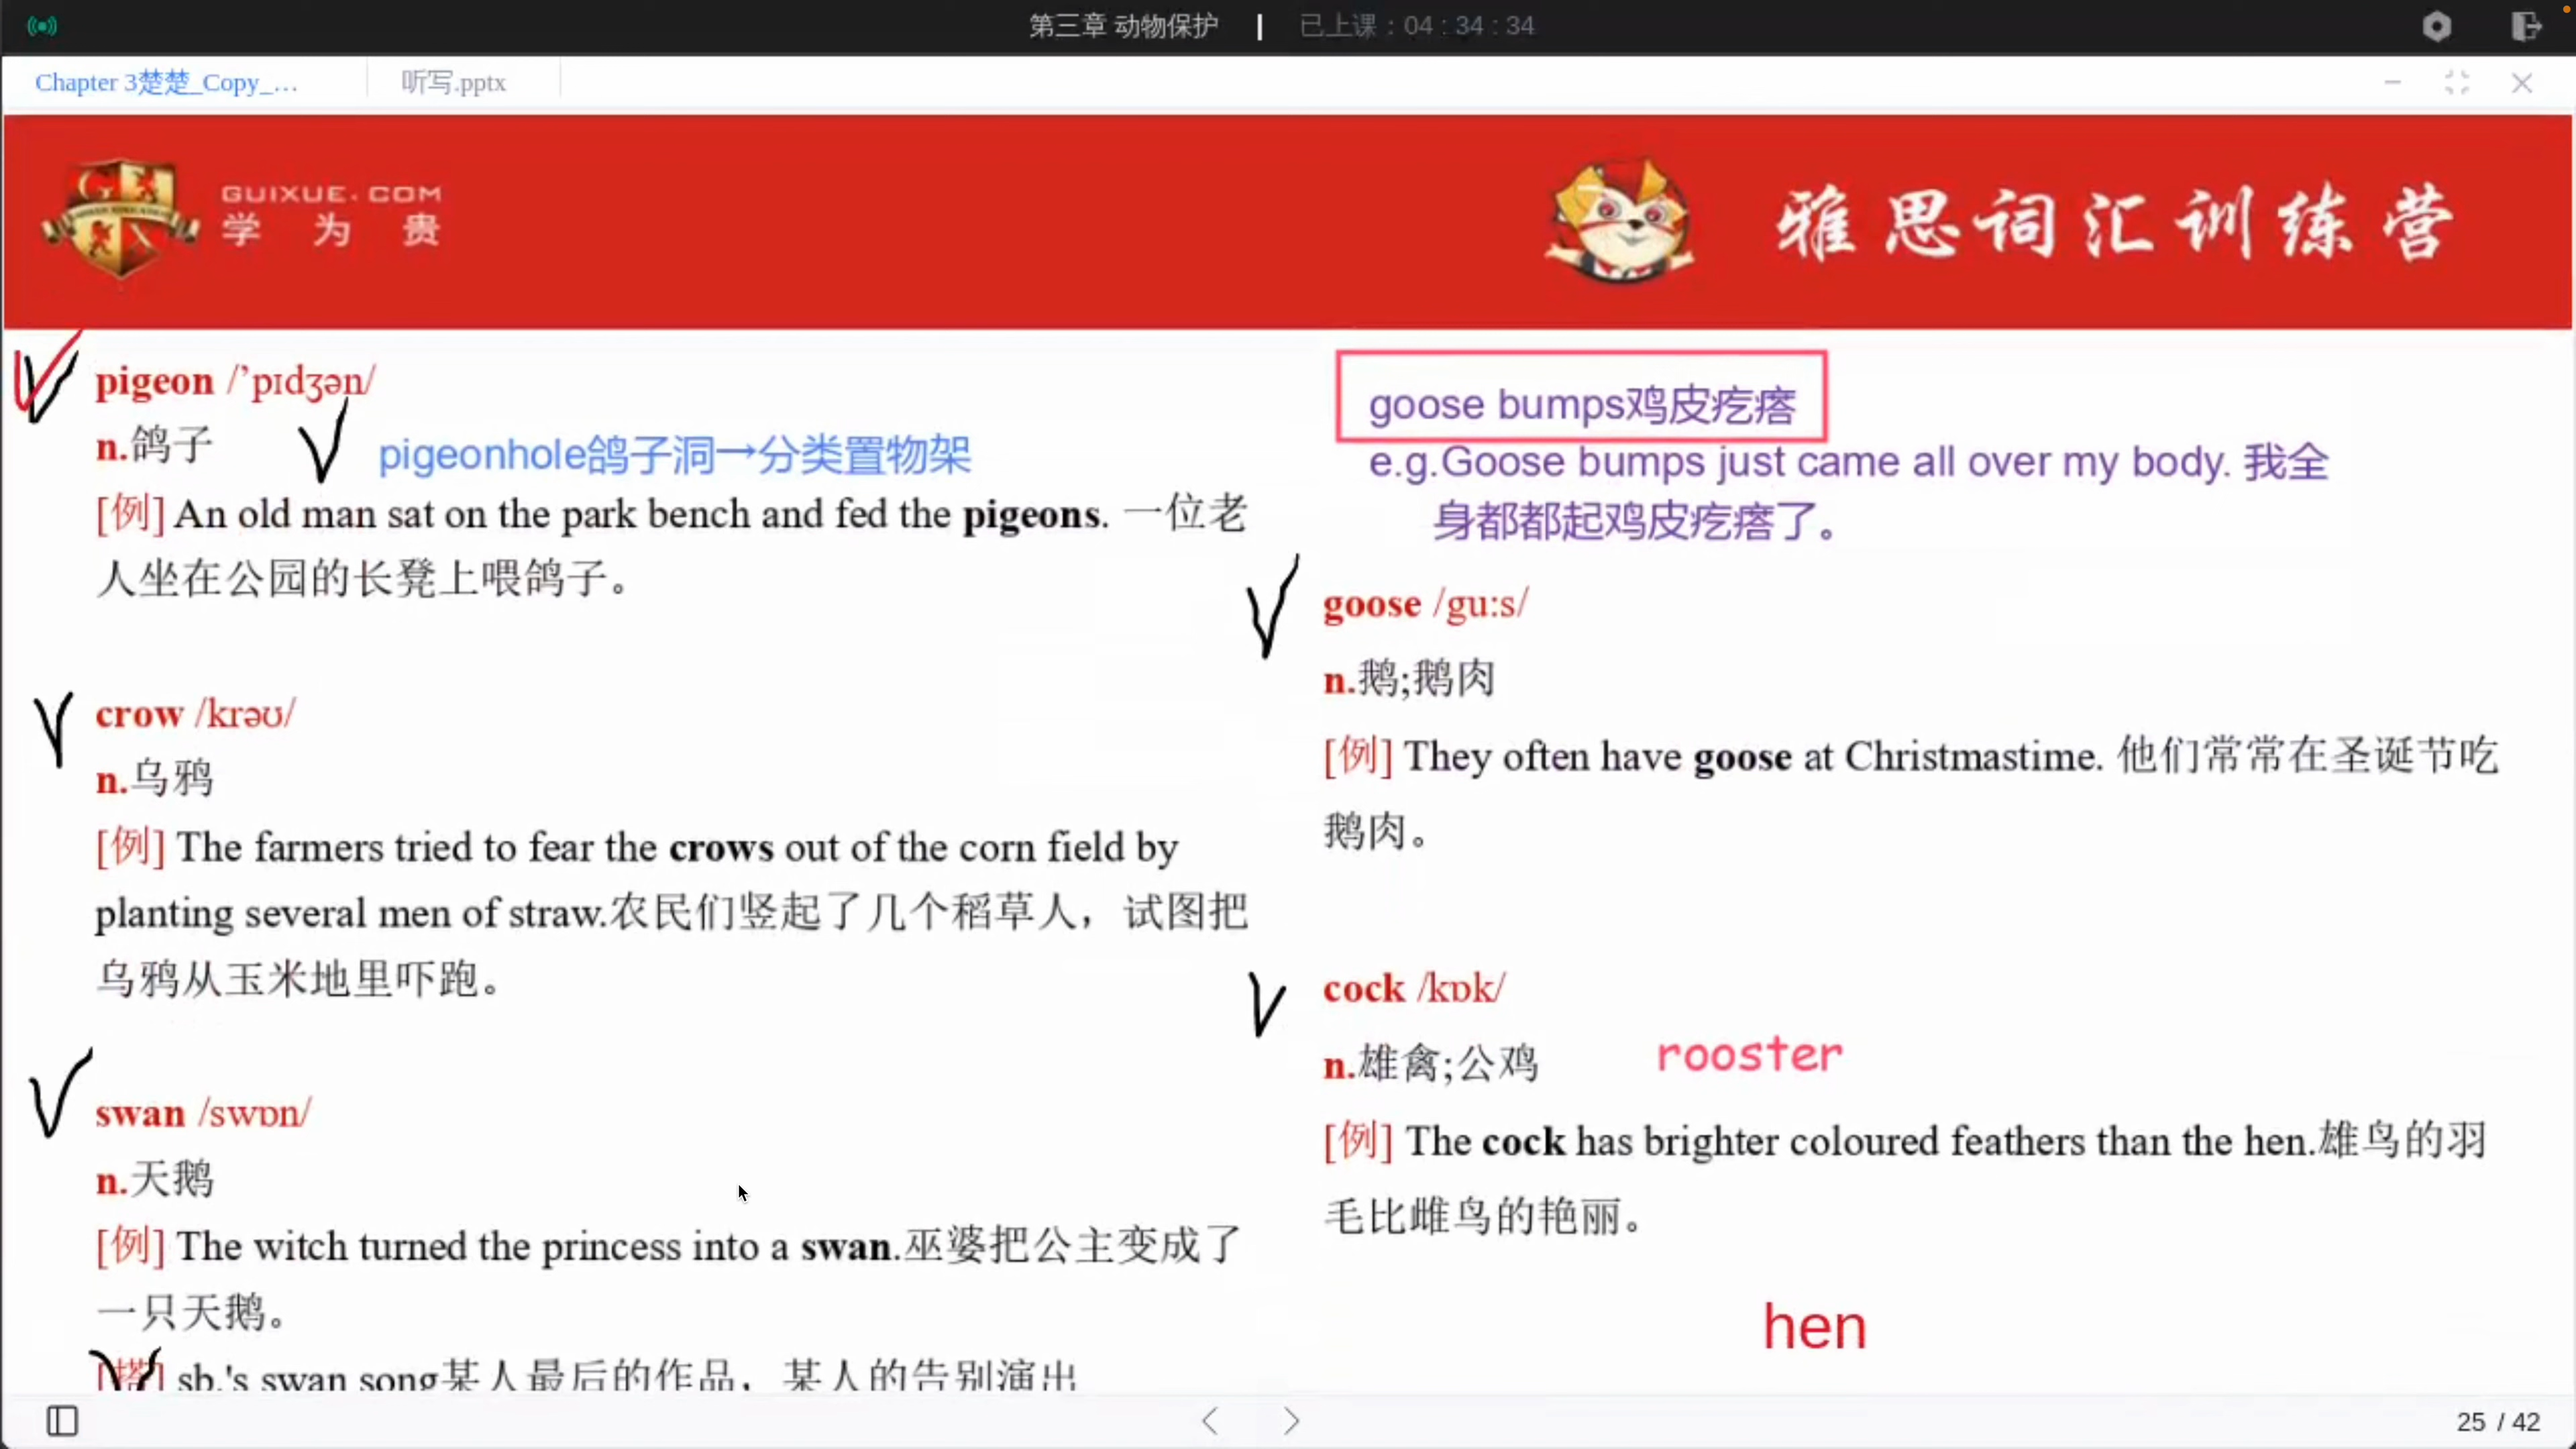 第三章 动物保护 | 已上课：04 : 34 : 34
Chapter 3楚楚_Copy_…
听写.pptx
GUIXUE.COM
学为贵
雅思词汇训练营
pigeon /’pɪdʒən/
n.鸽子
pigeonhole鸽子洞→分类置物架
[例] An old man sat on the park bench and fed the pigeons. 一位老
人坐在公园的长凳上喂鸽子。
crow /krəʊ/
n.乌鸦
[例] The farmers tried to fear the crows out of the corn field by
planting several men of straw.农民们竖起了几个稻草人，试图把
乌鸦从玉米地里吓跑。
swan /swɒn/
n.天鹅
[例] The witch turned the princess into a swan.巫婆把公主变成了
一只天鹅。
[搭] sb.'s swan song某人最后的作品，某人的告别演出
goose bumps鸡皮疙瘩
e.g.Goose bumps just came all over my body. 我全
身都都起鸡皮疙瘩了。
goose /gu:s/
n.鹅;鹅肉
[例] They often have goose at Christmastime. 他们常常在圣诞节吃
鹅肉。
cock /kɒk/
n.雄禽;公鸡
rooster
[例] The cock has brighter coloured feathers than the hen.雄鸟的羽
毛比雌鸟的艳丽。
hen
25 / 42